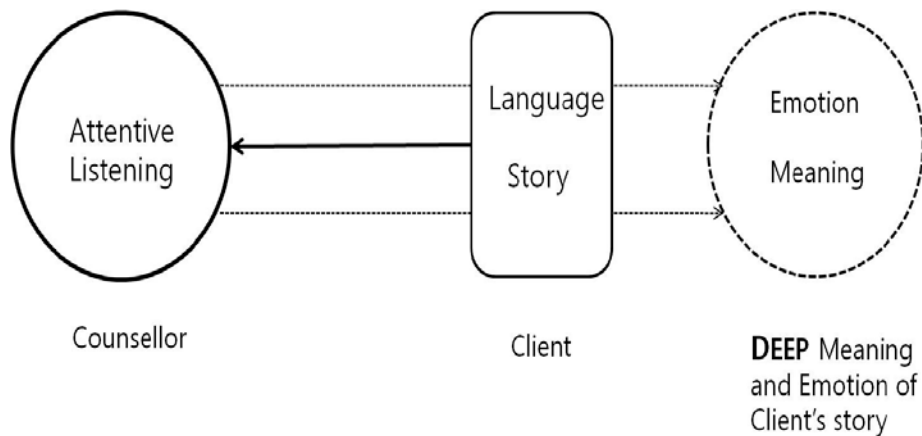 Attentive
Listening
Language
Story
Emotion
Meaning
Counsellor
Client
DEEP Meaning
and Emotion of
Client's story